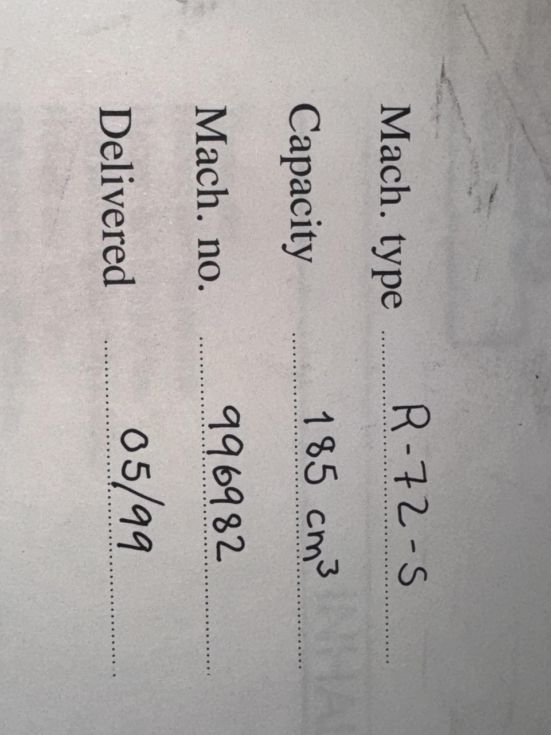 Mach. type R-72-S
Capacity 185 cm³
Mach. no. 996982
Delivered 05/99